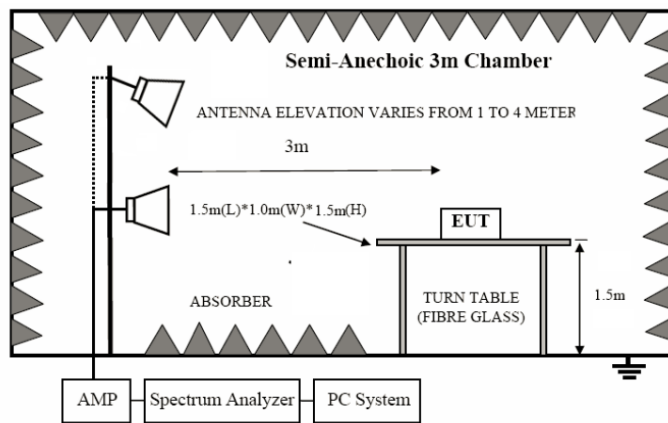 Semi-Anechoic 3m Chamber
ANTENNA ELEVATION VARIES FROM 1 TO 4 METER
3m
1.5m(L)*1.0m(W)*1.5m(H)
EUT
ABSORBER
TURN TABLE
(FIBRE GLASS)
1.5m
AMP
Spectrum Analyzer
PC System